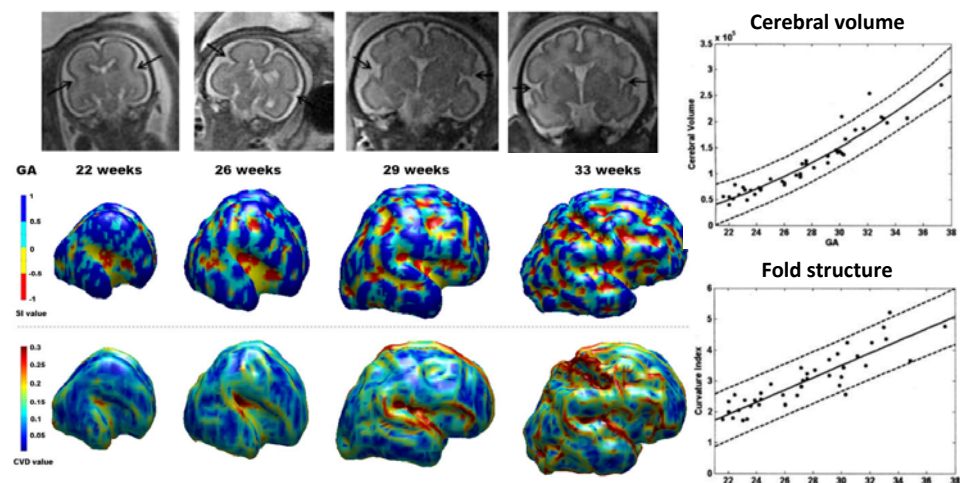 GA 22 weeks 26 weeks 29 weeks 33 weeks
1
0.5
0
-0.5
-1
SI value
0.3
0.25
0.2
0.15
0.1
0.05
CVD value
Cerebral volume
x 10^5
3.5
3
2.5
2
1.5
1
0.5
0
Cerebral Volume
22 24 26 28 30 32 34 36 38
GA
Fold structure
6
5
4
3
2
1
0
Curvature Index
22 24 26 28 30 32 34 36 38
GA